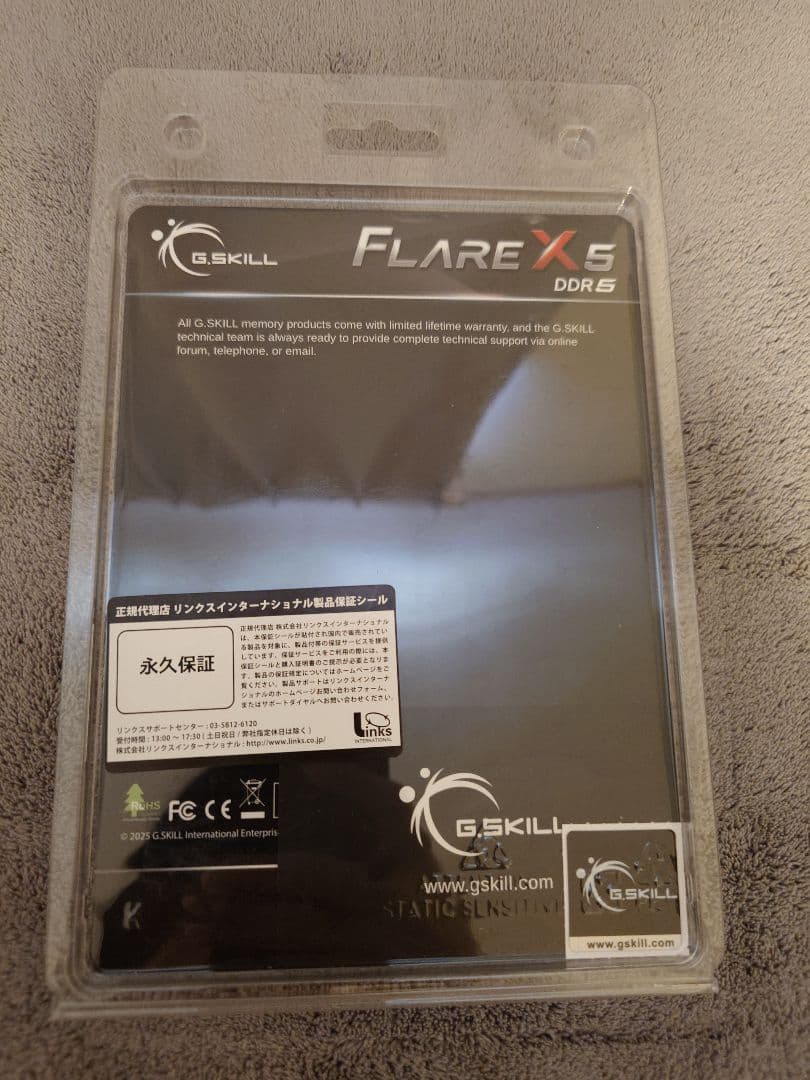 G.SKILL
FLARE X5
DDR5
All G.SKILL memory products come with limited lifetime warranty, and the G.SKILL
technical team is always ready to provide complete technical support via online
forum, telephone, or email.
正規代理店 リンクスインターナショナル製品保証シール
永久保証
正規代理店 株式会社リンクスインターナショナル
は、本保証シールが貼付され国内で販売されてい
る製品を対象に、製品付帯の保証サービスを提供
しています。保証サービスをご利用の際には、本
保証シールと購入証明書のご提示が必要となりま
す。製品の保証規定についてはホームページをご
覧ください。製品サポートはリンクスインターナ
ショナルのホームページお問い合わせフォーム、
またはサポートダイヤルへお問い合わせください。
リンクスサポートセンター : 03-5812-6120
受付時間 : 13:00 〜 17:30 ( 土日祝日 / 弊社指定休日は除く )
株式会社リンクスインターナショナル : http://www.links.co.jp/
Links
INTERNATIONAL
RoHS
FC CE
© 2025 G.SKILL International
K
G.SKILL
www.gskill.com
STATIC
G.SKILL
www.gskill.com